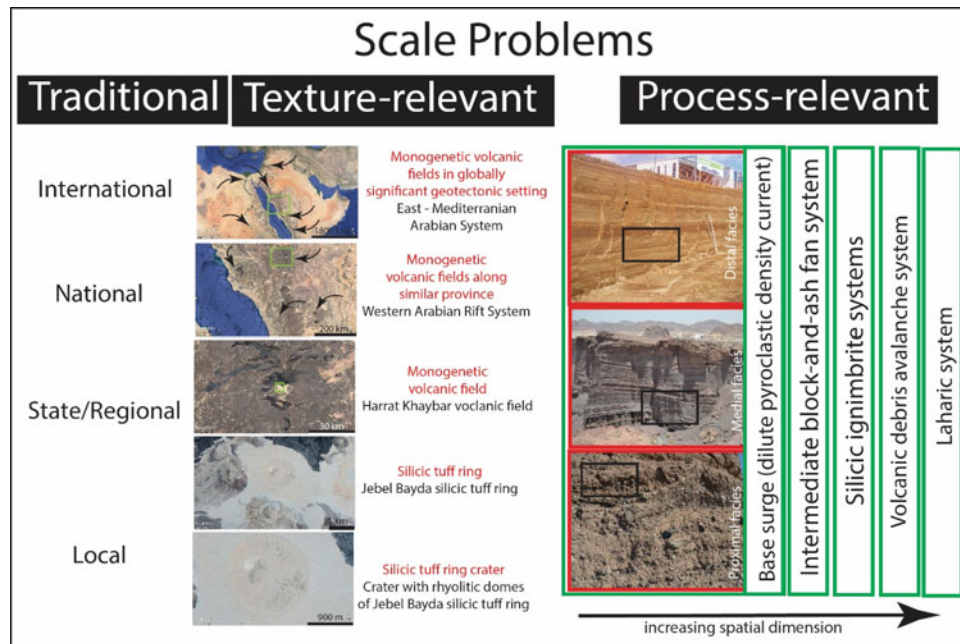 Scale Problems
Traditional
Texture-relevant
Process-relevant
International
Monogenetic volcanic
fields in globally
significant geotectonic setting
East - Mediterranian
Arabian System
National
200 km
Monogenetic
volcanic fields along
similar province
Western Arabian Rift System
State/Regional
30 km
Monogenetic
volcanic field
Harrat Khaybar voclanic field
Silicic tuff ring
Jebel Bayda silicic tuff ring
Local
900 m
Silicic tuff ring crater
Crater with rhyolitic domes
of Jebel Bayda silicic tuff ring
Distal facies
Medial facies
Proximal facies
Base surge (dilute pyroclastic density current)
Intermediate block-and-ash fan system
Silicic ignimbrite systems
Volcanic debris avalanche system
Laharic system
increasing spatial dimension